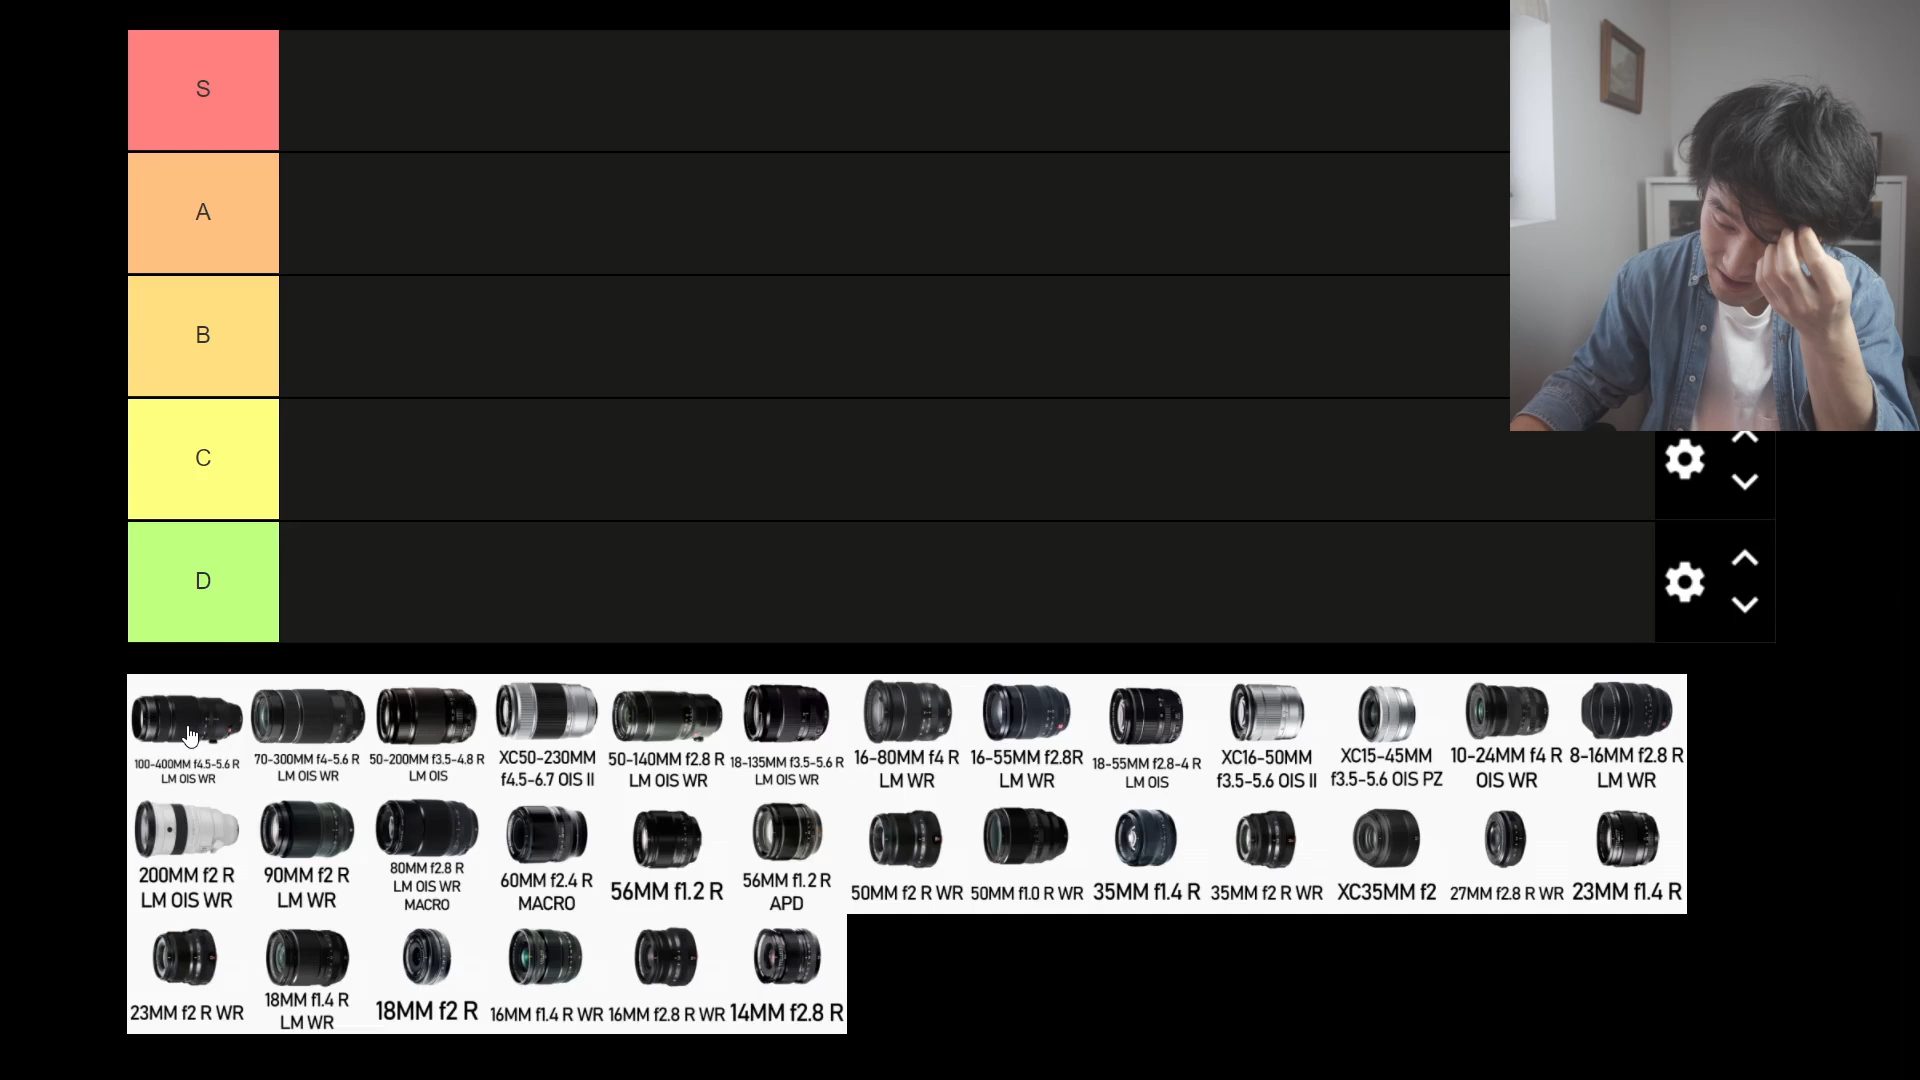 S
A
B
C
D
100-400MM f4.5-5.6 R
LM OIS WR
70-300MM f4-5.6 R
LM OIS WR
50-200MM f3.5-4.8 R
LM OIS
XC50-230MM
f4.5-6.7 OIS II
50-140MM f2.8 R
LM OIS WR
18-135MM f3.5-5.6 R
LM OIS WR
16-80MM f4 R
LM WR
16-55MM f2.8R
LM WR
18-55MM f2.8-4 R
LM OIS
XC16-50MM
f3.5-5.6 OIS II
XC15-45MM
f3.5-5.6 OIS PZ
10-24MM f4 R
OIS WR
8-16MM f2.8 R
LM WR
200MM f2 R
LM OIS WR
90MM f2 R
LM WR
80MM f2.8 R
LM OIS WR
MACRO
60MM f2.4 R
MACRO
56MM f1.2 R
56MM f1.2 R
APD
50MM f2 R WR
50MM f1.0 R WR
35MM f1.4 R
35MM f2 R WR
XC35MM f2
27MM f2.8 R WR
23MM f1.4 R
23MM f2 R WR
18MM f1.4 R
LM WR
18MM f2 R
16MM f1.4 R WR
16MM f2.8 R WR
14MM f2.8 R